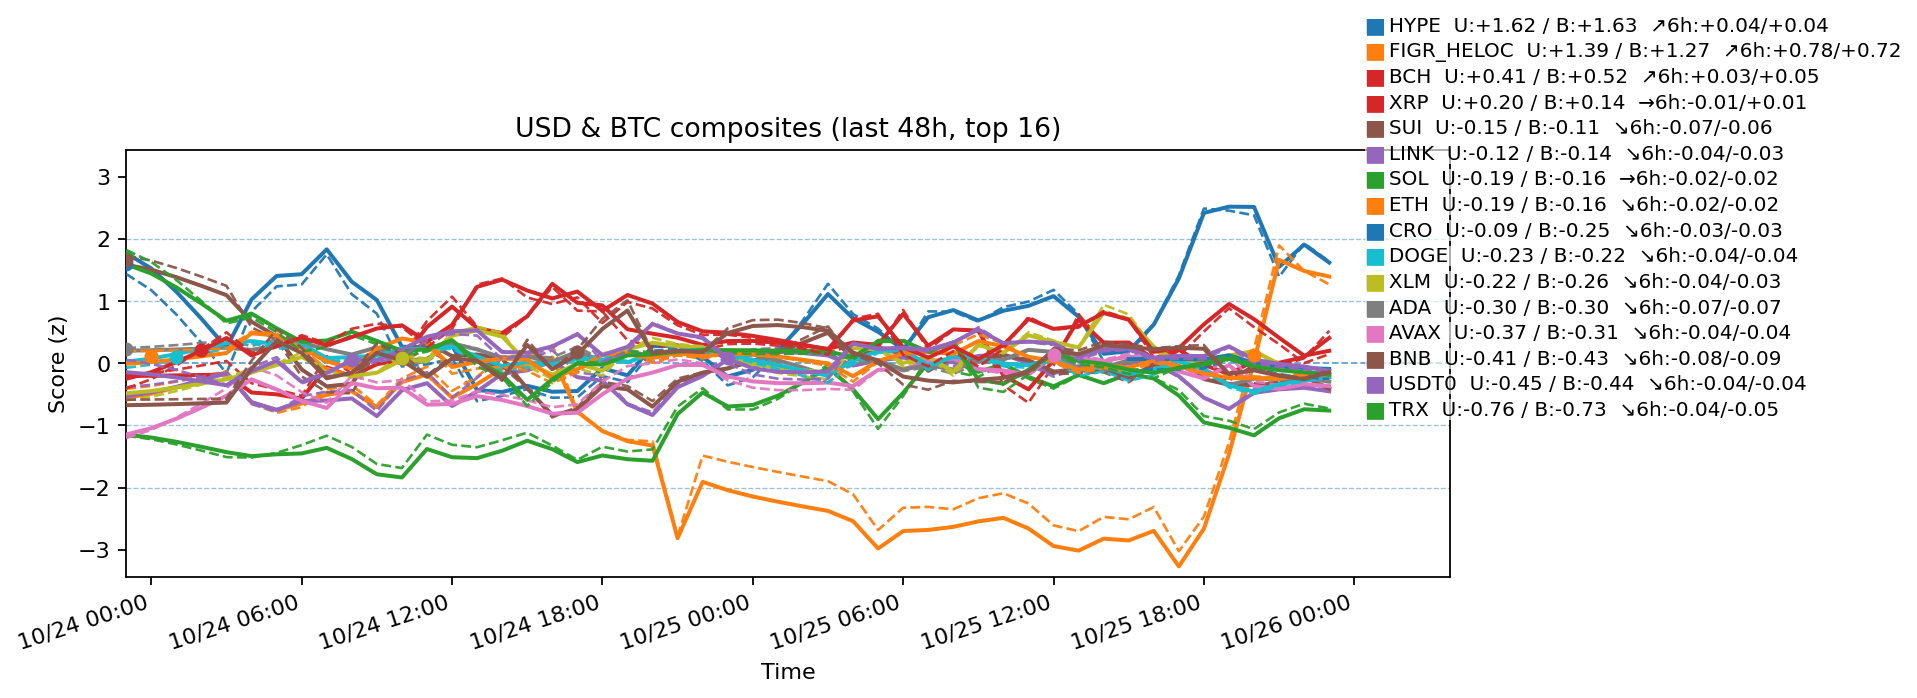 HYPE  U:+1.62 / B:+1.63  ↗6h:+0.04/+0.04
FIGR_HELOC  U:+1.39 / B:+1.27  ↗6h:+0.78/+0.72
BCH  U:+0.41 / B:+0.52  ↗6h:+0.03/+0.05
XRP  U:+0.20 / B:+0.14  →6h:-0.01/+0.01
SUI  U:-0.15 / B:-0.11  ↘6h:-0.07/-0.06
LINK  U:-0.12 / B:-0.14  ↘6h:-0.04/-0.03
SOL  U:-0.19 / B:-0.16  →6h:-0.02/-0.02
ETH  U:-0.19 / B:-0.16  ↘6h:-0.02/-0.02
CRO  U:-0.09 / B:-0.25  ↘6h:-0.03/-0.03
DOGE  U:-0.23 / B:-0.22  ↘6h:-0.04/-0.04
XLM  U:-0.22 / B:-0.26  ↘6h:-0.04/-0.03
ADA  U:-0.30 / B:-0.30  ↘6h:-0.07/-0.07
AVAX  U:-0.37 / B:-0.31  ↘6h:-0.04/-0.04
BNB  U:-0.41 / B:-0.43  ↘6h:-0.08/-0.09
USDT0  U:-0.45 / B:-0.44  ↘6h:-0.04/-0.04
TRX  U:-0.76 / B:-0.73  ↘6h:-0.04/-0.05
USD & BTC composites (last 48h, top 16)
Score (z)
3
2
1
0
−1
−2
−3
10/24 00:00
10/24 06:00
10/24 12:00
10/24 18:00
10/25 00:00
10/25 06:00
10/25 12:00
10/25 18:00
10/26 00:00
Time